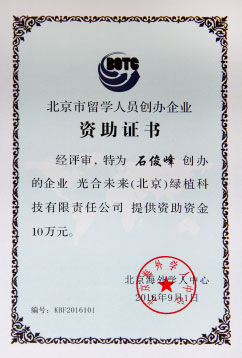 BOTC
北京市留学人员创办企业
资助证书
经评审，特为 石俊峰 创办
的企业 光合未来(北京)绿植科
技有限责任公司 提供资助资金
10万元。
北京海外学人中心
2016年9月1日
编号：KBF2016101